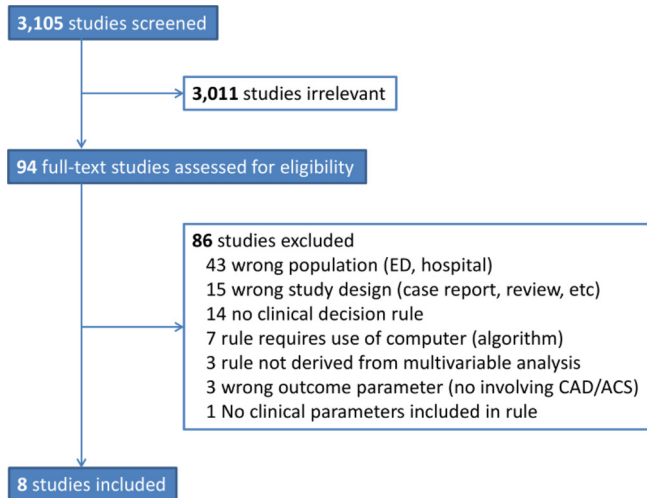 3,105 studies screened
3,011 studies irrelevant
94 full-text studies assessed for eligibility
86 studies excluded
43 wrong population (ED, hospital)
15 wrong study design (case report, review, etc)
14 no clinical decision rule
7 rule requires use of computer (algorithm)
3 rule not derived from multivariable analysis
3 wrong outcome parameter (no involving CAD/ACS)
1 No clinical parameters included in rule
8 studies included